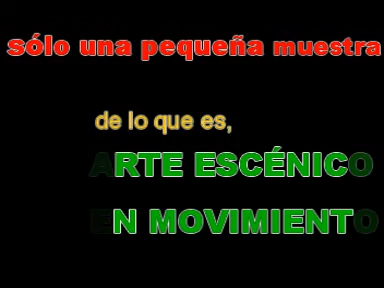 sólo una pequeña muestra
de lo que es,
ARTE ESCÉNICO
EN MOVIMIENTO